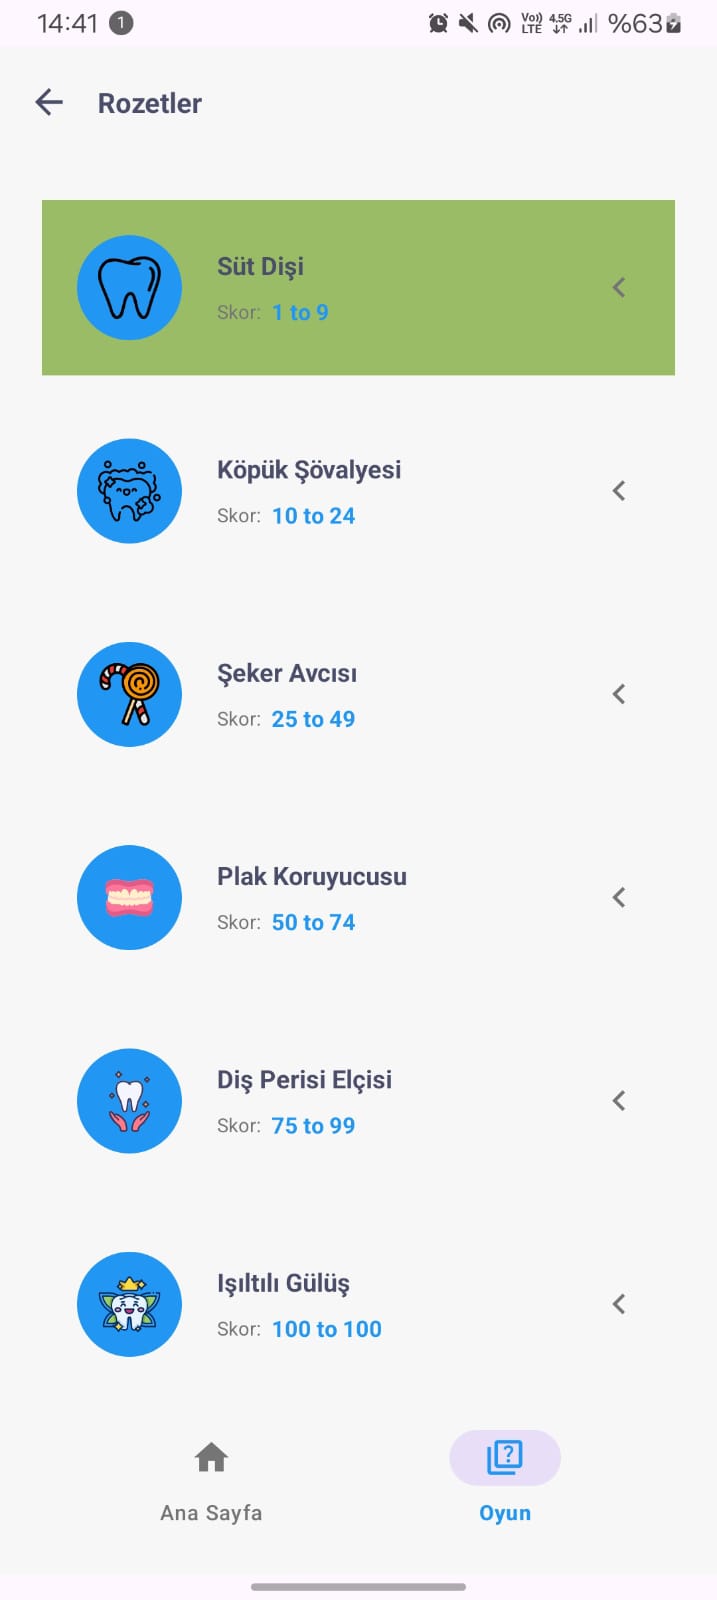 14:41 1 Vo)) LTE 4.5G %63
Rozetler
Süt Dişi
Skor: 1 to 9
Köpük Şövalyesi
Skor: 10 to 24
Şeker Avcısı
Skor: 25 to 49
Plak Koruyucusu
Skor: 50 to 74
Diş Perisi Elçisi
Skor: 75 to 99
Işıltılı Gülüş
Skor: 100 to 100
Ana Sayfa
Oyun